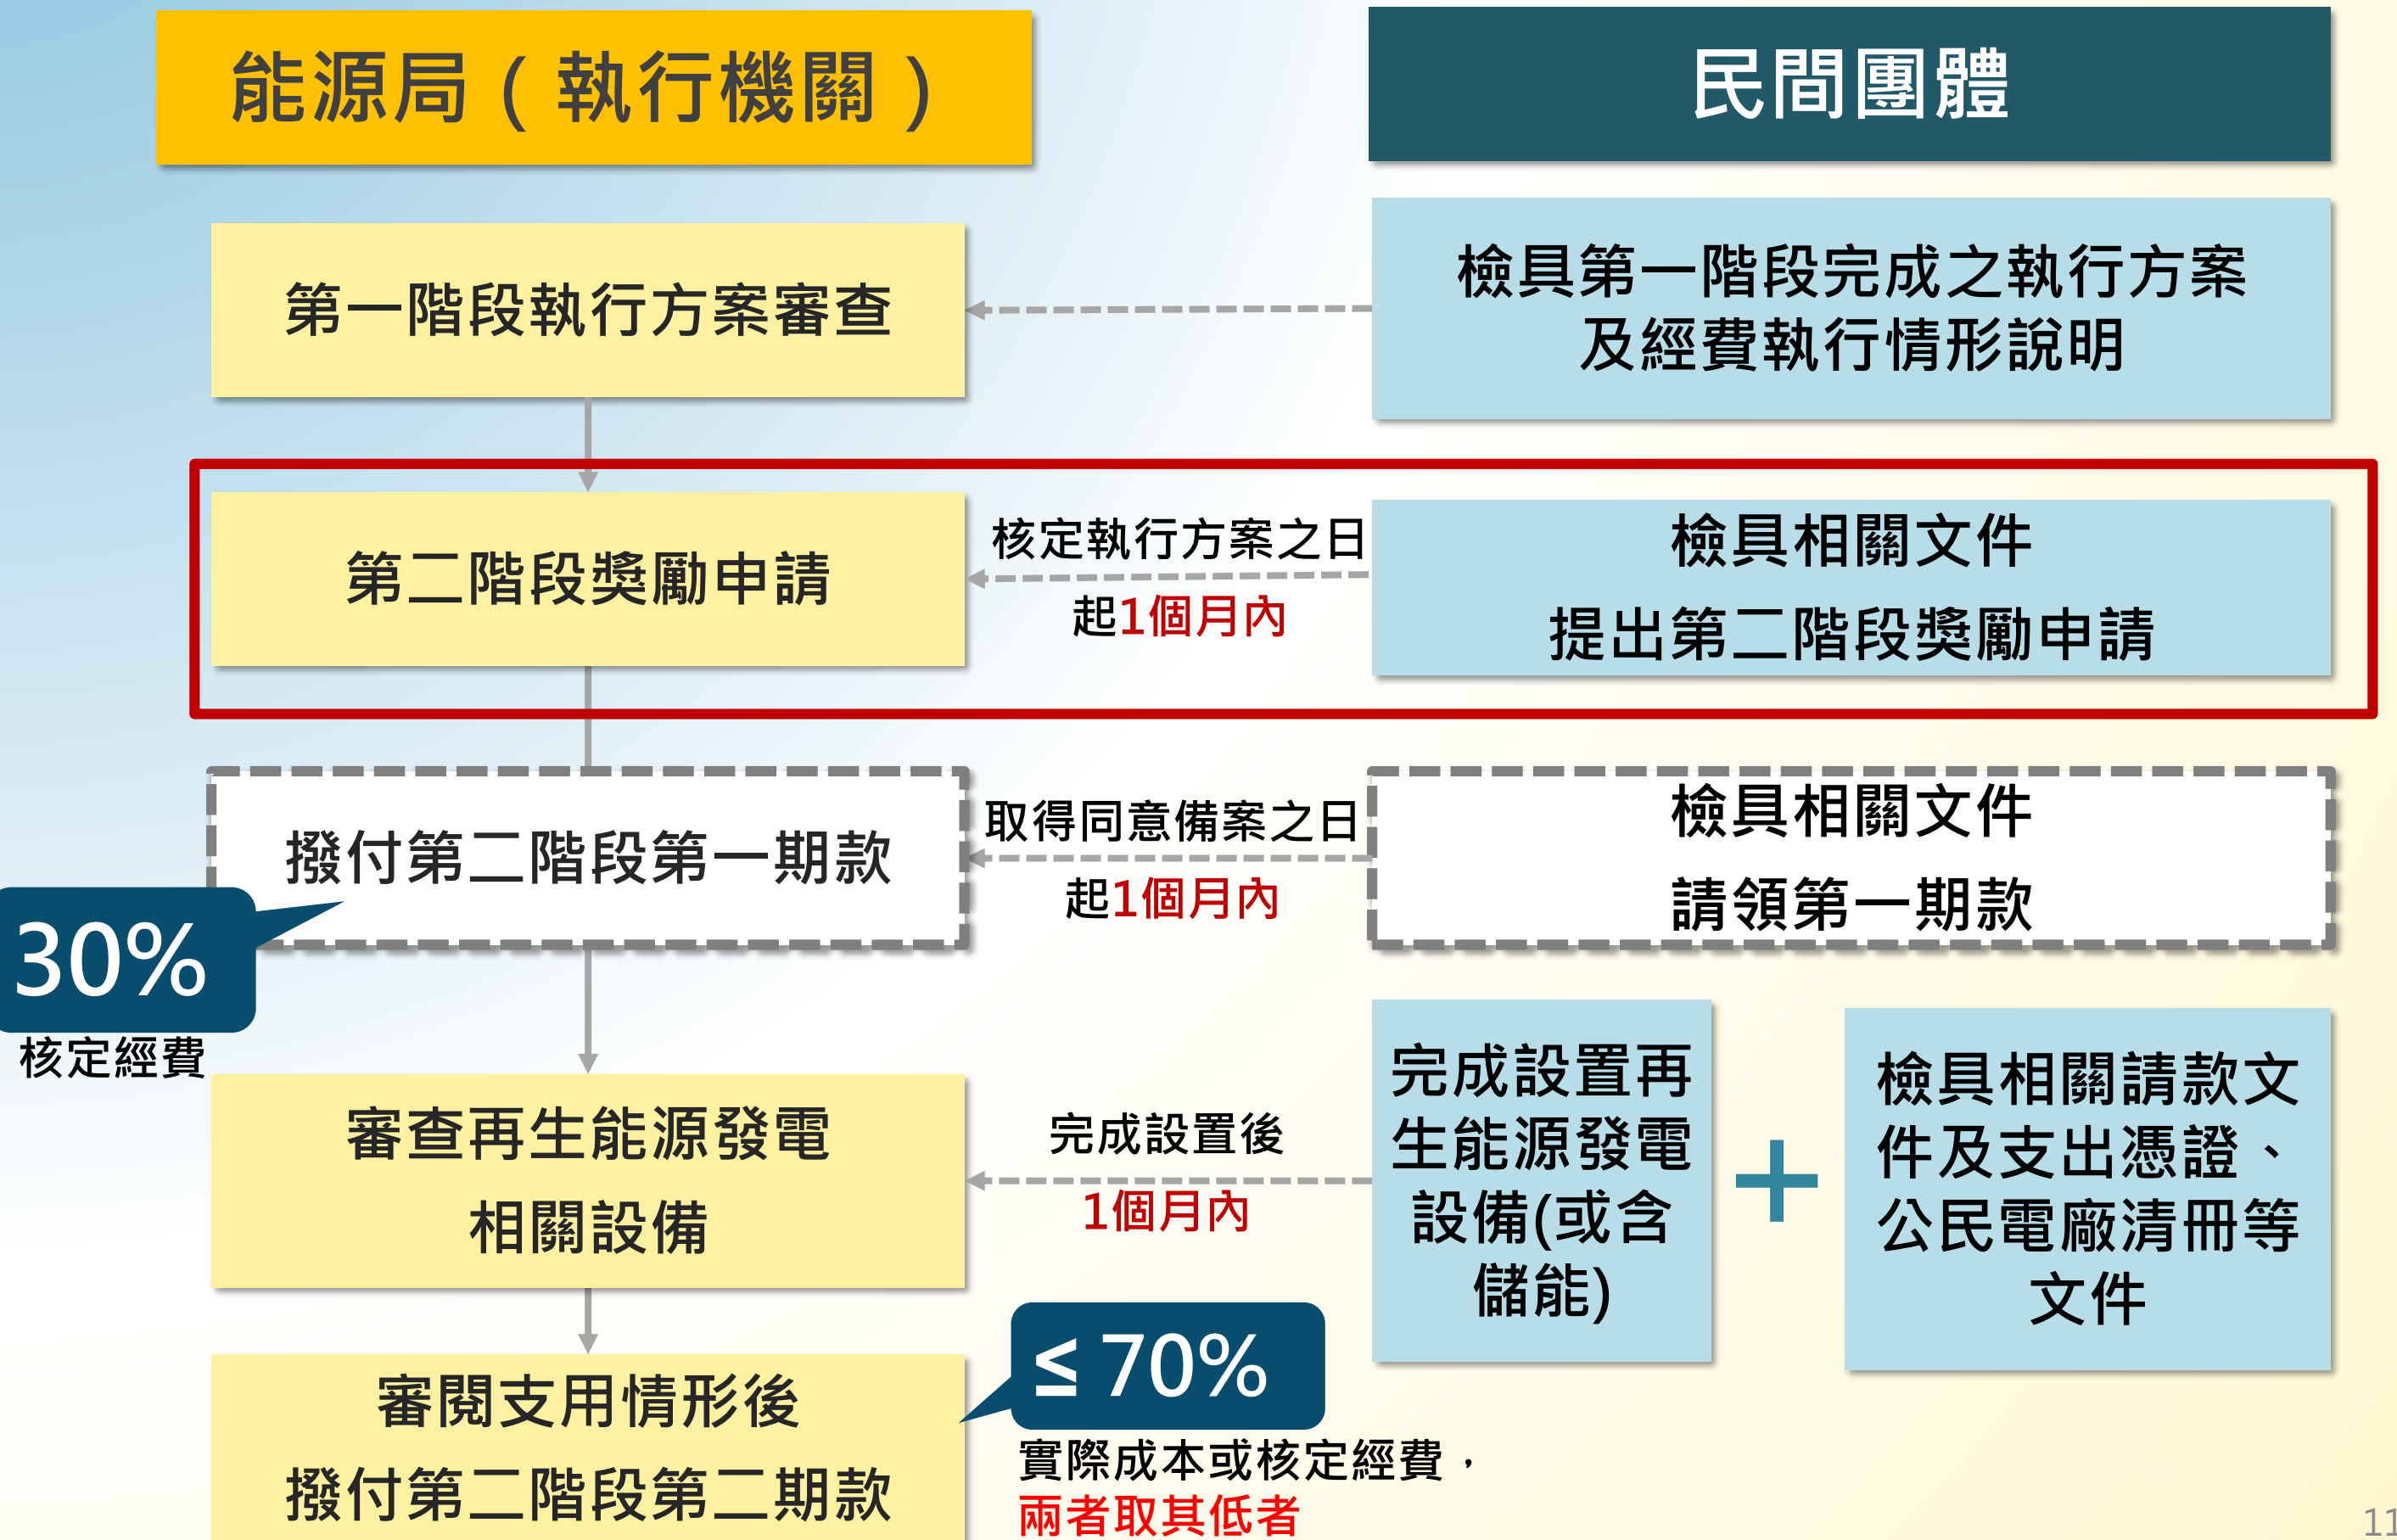 能源局(執行機關)
民間團體
第一階段執行方案審查
檢具第一階段完成之執行方案
及經費執行情形說明
第二階段獎勵申請
核定執行方案之日
起1個月內
檢具相關文件
提出第二階段獎勵申請
撥付第二階段第一期款
取得同意備案之日
起1個月內
檢具相關文件
請領第一期款
30%
核定經費
審查再生能源發電
相關設備
完成設置後
1個月內
完成設置再
生能源發電
設備(或含
儲能)
+
檢具相關請款文
件及支出憑證、
公民電廠清冊等
文件
審閱支用情形後
撥付第二階段第二期款
≤ 70%
實際成本或核定經費,
兩者取其低者
11